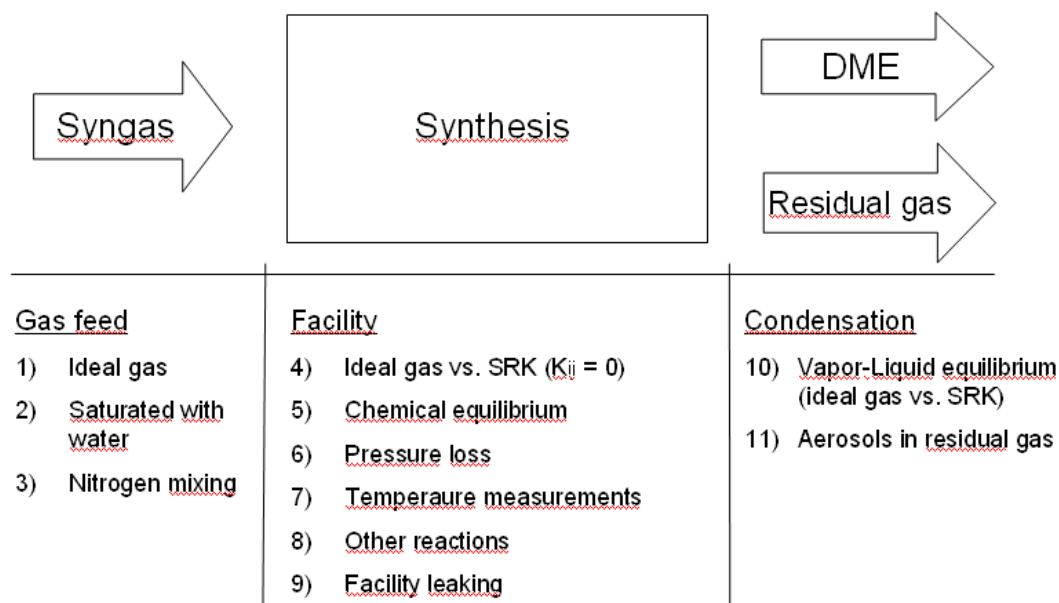 Syngas
Synthesis
DME
Residual gas
Gas feed
1) Ideal gas
2) Saturated with
water
3) Nitrogen mixing
Facility
4) Ideal gas vs. SRK (Kij = 0)
5) Chemical equilibrium
6) Pressure loss
7) Temperaure measurements
8) Other reactions
9) Facility leaking
Condensation
10) Vapor-Liquid equilibrium
(ideal gas vs. SRK)
11) Aerosols in residual gas